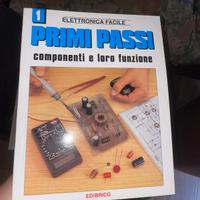 1
ELETTRONICA FACILE
PRIMI PASSI
componenti e loro funzione
EDIBRICO